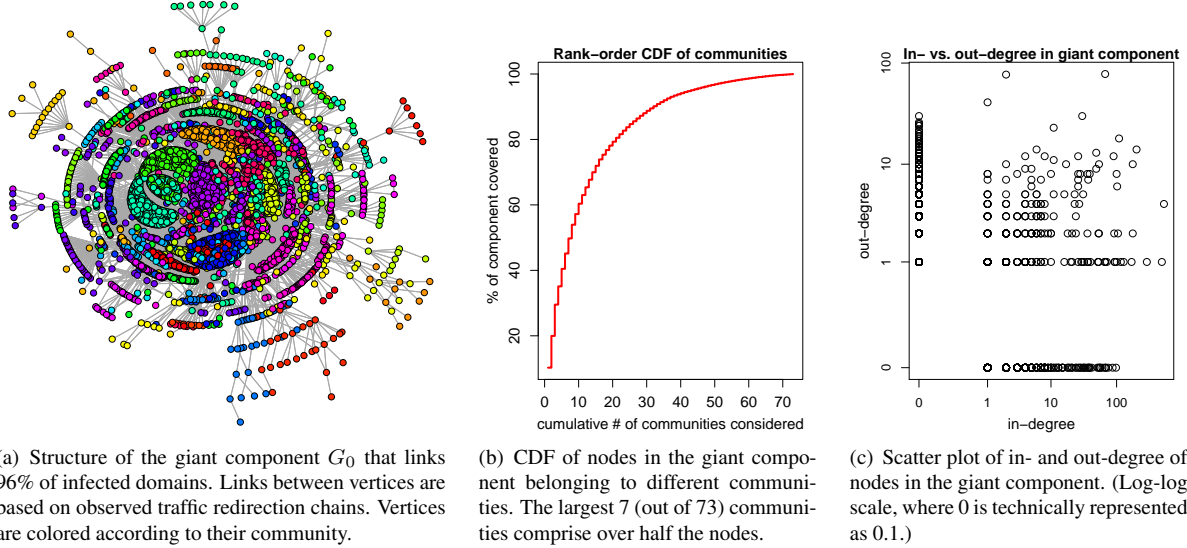 Rank−order CDF of communities
% of component covered
100
80
60
40
20
0 10 20 30 40 50 60 70
cumulative # of communities considered
In− vs. out−degree in giant component
out−degree
100
10
1
0
0 1 10 100
in−degree
(a) Structure of the giant component G0 that links
96% of infected domains. Links between vertices are
based on observed traffic redirection chains. Vertices
are colored according to their community.
(b) CDF of nodes in the giant compo-
nent belonging to different communi-
ties. The largest 7 (out of 73) communi-
ties comprise over half the nodes.
(c) Scatter plot of in- and out-degree of
nodes in the giant component. (Log-log
scale, where 0 is technically represented
as 0.1.)